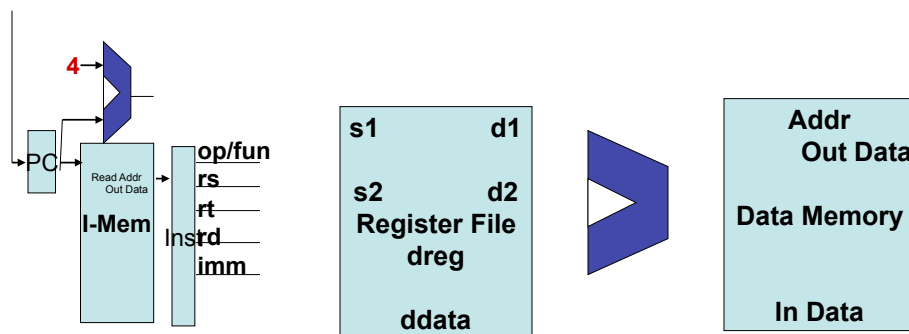 4
PC
Read Addr
Out Data
I-Mem
Inst
op/fun
rs
rt
rd
imm
s1 d1
s2 d2
Register File
dreg
ddata
Addr
Out Data
Data Memory
In Data